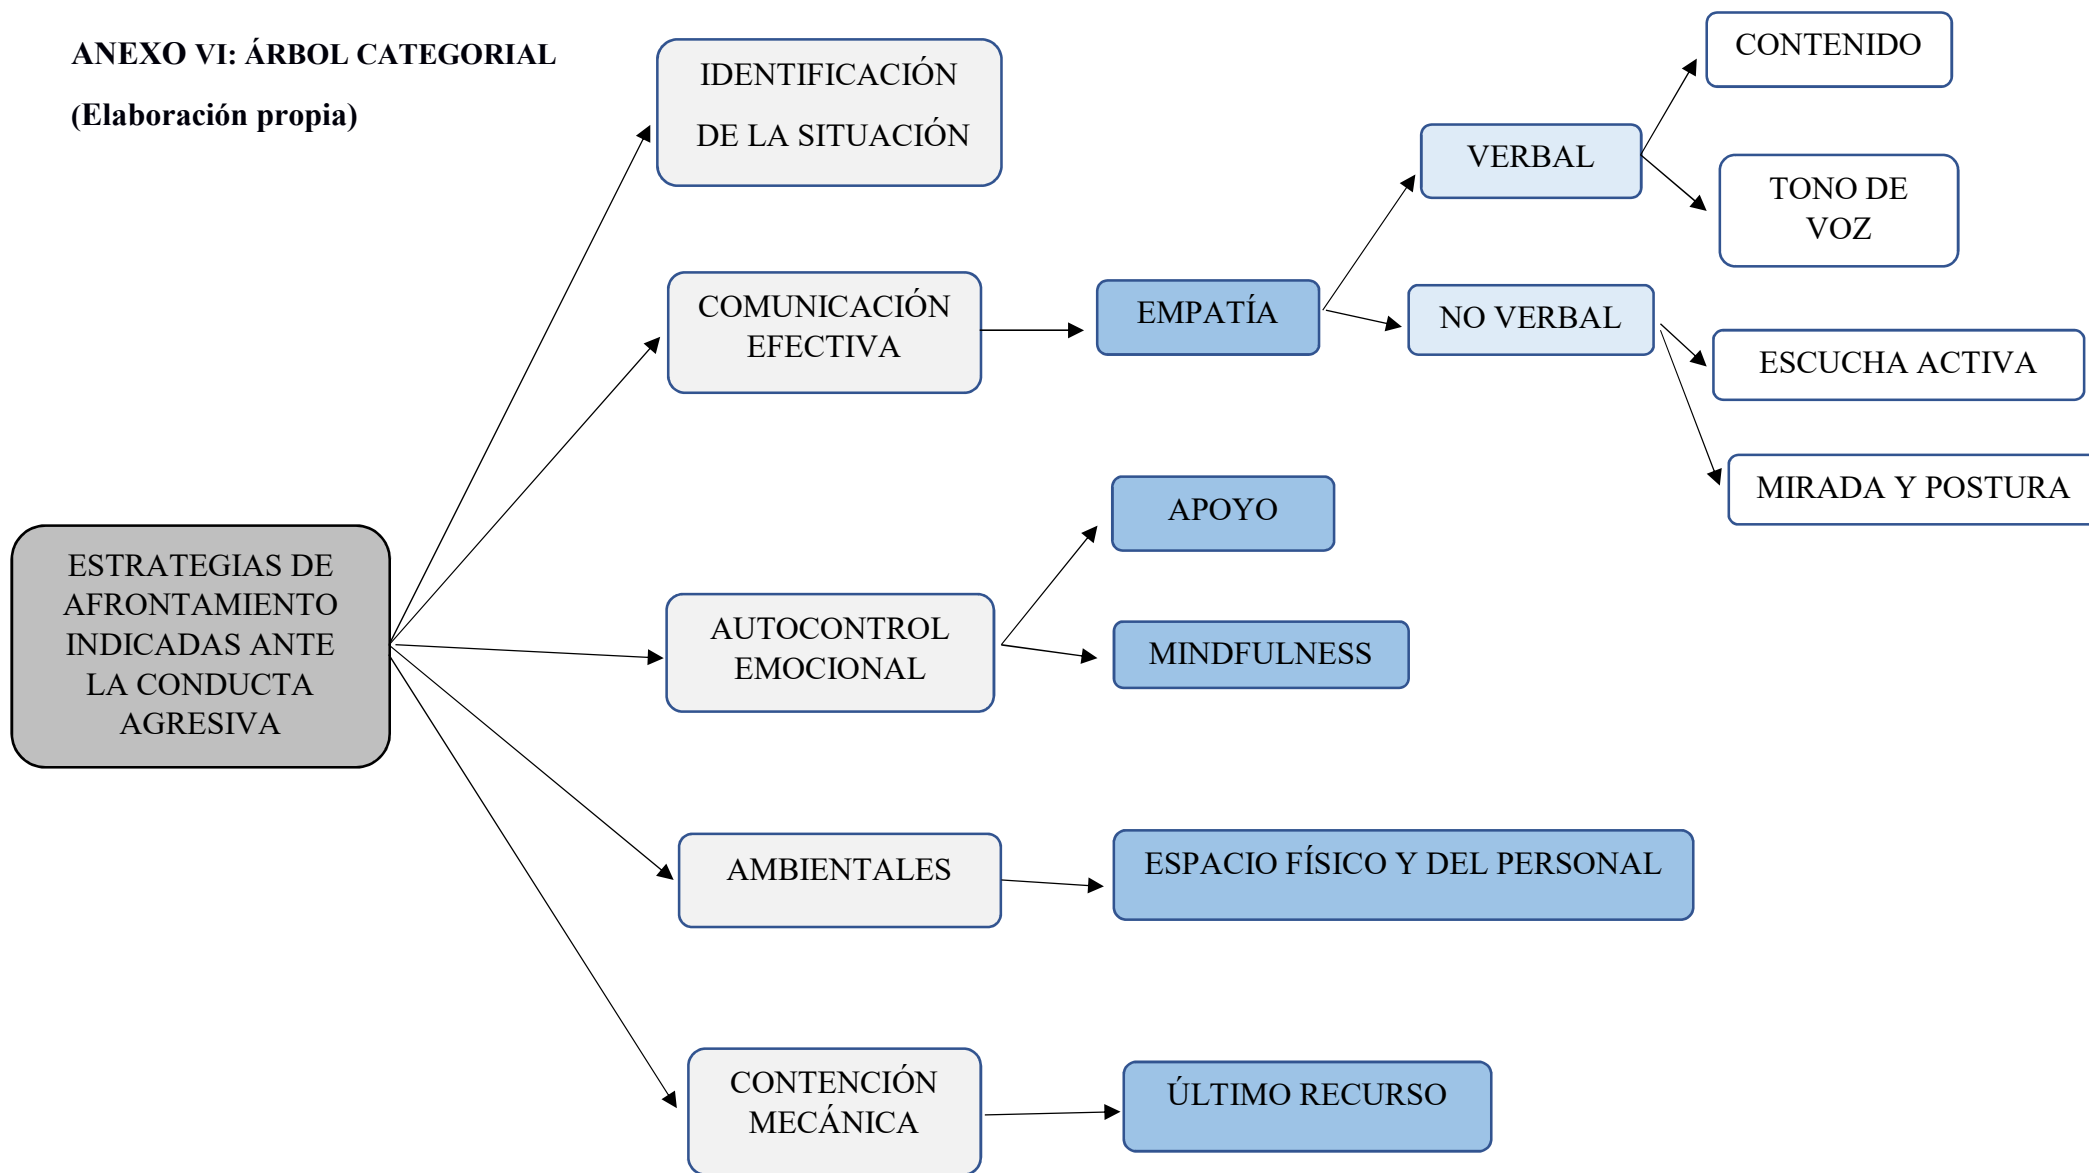 ANEXO VI: ÁRBOL CATEGORIAL
(Elaboración propia)
IDENTIFICACIÓN
DE LA SITUACIÓN
CONTENIDO
VERBAL
TONO DE
VOZ
COMUNICACIÓN
EFECTIVA
EMPATÍA
NO VERBAL
ESCUCHA ACTIVA
MIRADA Y POSTURA
APOYO
ESTRATEGIAS DE
AFRONTAMIENTO
INDICADAS ANTE
LA CONDUCTA
AGRESIVA
AUTOCONTROL
EMOCIONAL
MINDFULNESS
AMBIENTALES
ESPACIO FÍSICO Y DEL PERSONAL
CONTENCIÓN
MECÁNICA
ÚLTIMO RECURSO